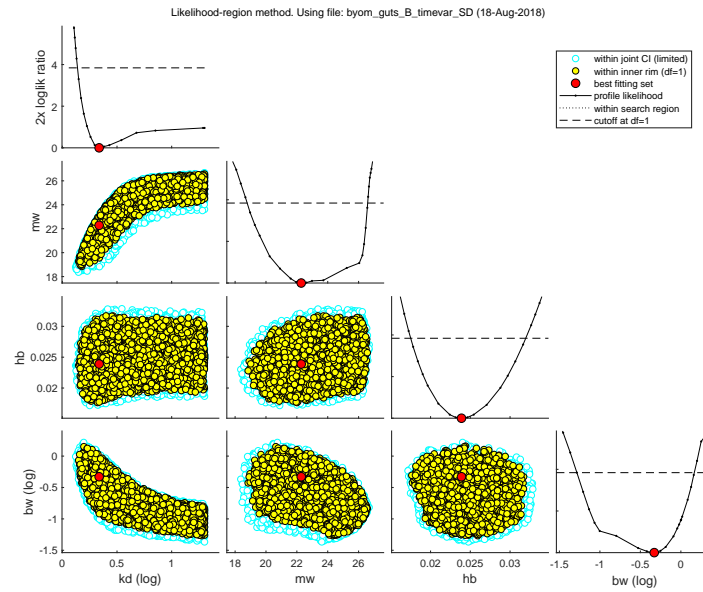 Likelihood-region method. Using file: byom_guts_B_timevar_SD (18-Aug-2018)
2x loglik ratio
4
2
0
within joint CI (limited)
within inner rim (df=1)
best fitting set
profile likelihood
within search region
cutoff at df=1
mw
26
24
22
20
18
hb
0.03
0.025
0.02
bw (log)
0
-0.5
-1
-1.5
0 0.5 1
18 20 22 24 26
0.02 0.03
-1.5 -1 -0.5 0
kd (log)
mw
hb
bw (log)